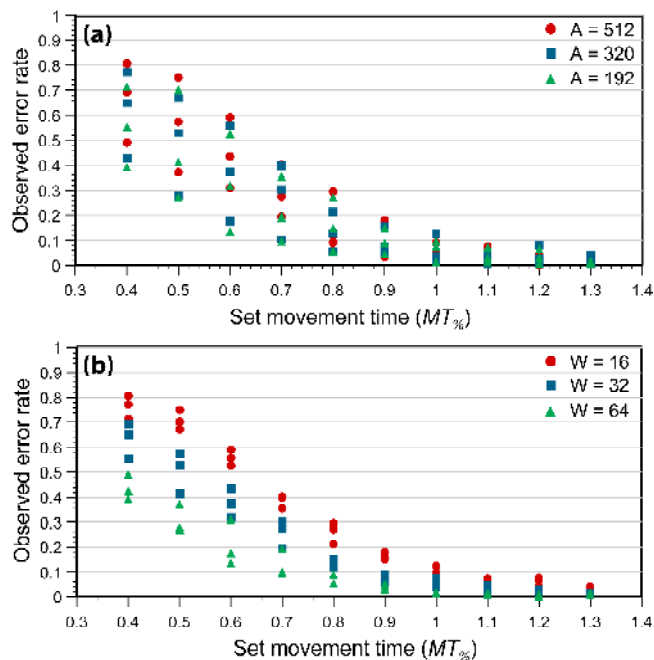 (a)
A = 512
A = 320
A = 192
Observed error rate
1
0.9
0.8
0.7
0.6
0.5
0.4
0.3
0.2
0.1
0
0.3 0.4 0.5 0.6 0.7 0.8 0.9 1 1.1 1.2 1.3 1.4
Set movement time (MT%)
(b)
W = 16
W = 32
W = 64
Observed error rate
1
0.9
0.8
0.7
0.6
0.5
0.4
0.3
0.2
0.1
0
0.3 0.4 0.5 0.6 0.7 0.8 0.9 1 1.1 1.2 1.3 1.4
Set movement time (MT%)